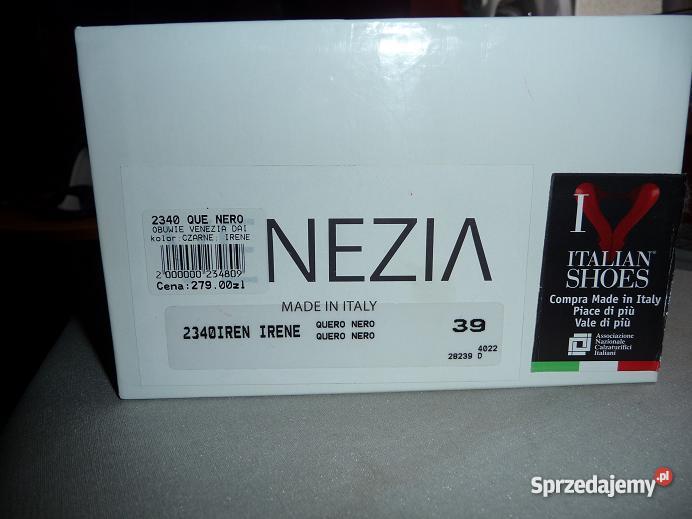 2340 QUE NERO
OBUWIE VENEZIA DAI
kolor:CZARNE: IRENE
2 000000 234809
Cena:279.00zl
NEZIA
MADE IN ITALY
2340IREN IRENE
QUERO NERO
QUERO NERO
39
4022
28239 D
I
ITALIAN®
SHOES
Compra Made in Italy
Piace di più
Vale di più
Associazione
Nazionale
Calzaturifici
Italiani
Sprzedajemy.pl